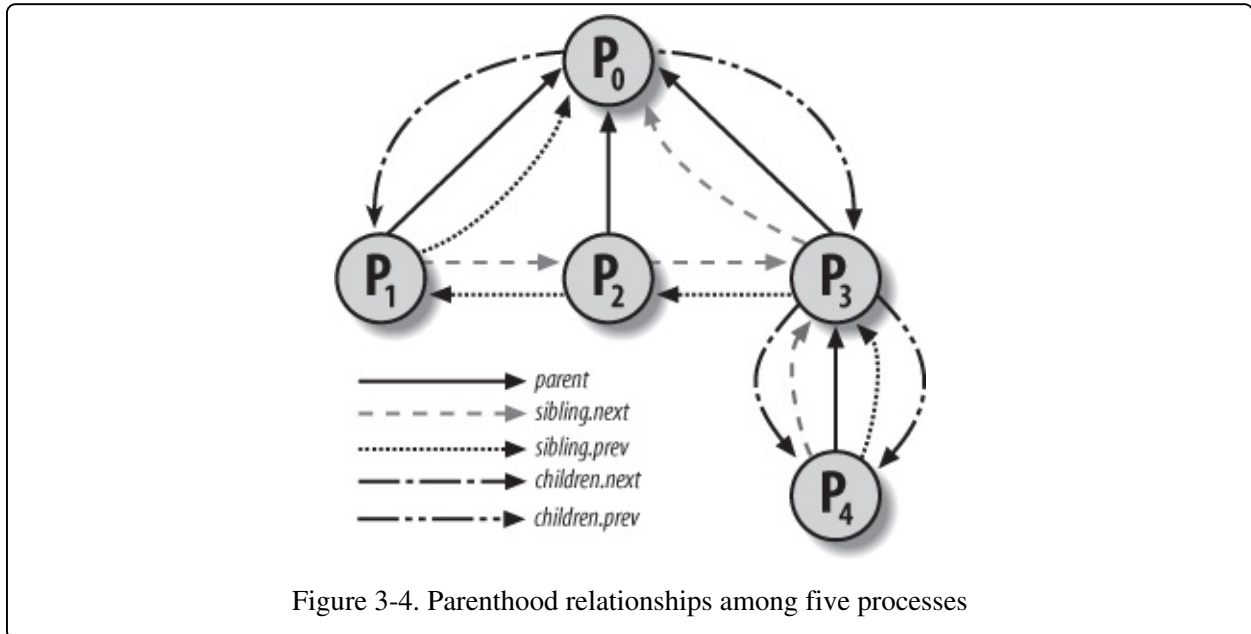 P0
P1 P2 P3
parent
sibling.next
sibling.prev
children.next
children.prev
P4
Figure 3-4. Parenthood relationships among five processes